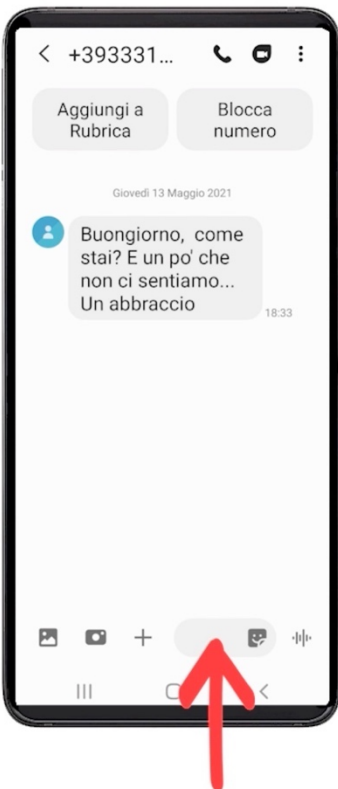 +393331...
Aggiungi a
Rubrica
Blocca
numero
Giovedì 13 Maggio 2021
Buongiorno, come
stai? E un po' che
non ci sentiamo...
Un abbraccio
18:33